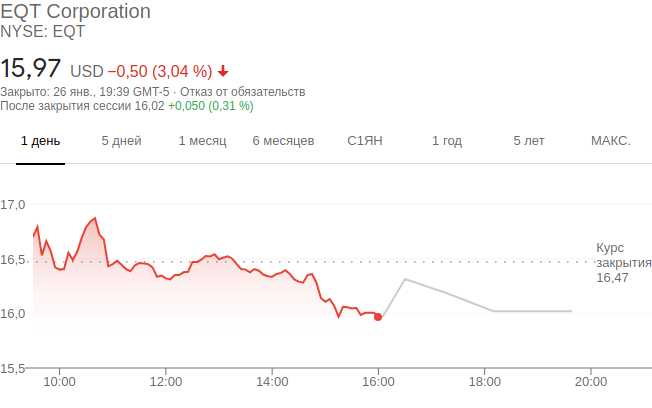 EQT Corporation
NYSE: EQT
15,97 USD −0,50 (3,04 %)
Закрыто: 26 янв., 19:39 GMT-5 · Отказ от обязательств
После закрытия сессии 16,02 +0,050 (0,31 %)
1 день 5 дней 1 месяц 6 месяцев С1ЯН 1 год 5 лет МАКС.
17,0
16,5
16,0
15,5
Курс
закрытия
16,47
10:00 12:00 14:00 16:00 18:00 20:00